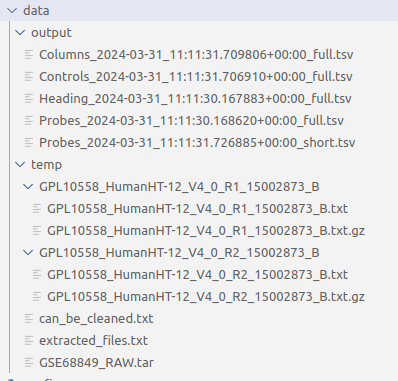 data
output
Columns_2024-03-31_11:11:31.709806+00:00_full.tsv
Controls_2024-03-31_11:11:31.706910+00:00_full.tsv
Heading_2024-03-31_11:11:30.167883+00:00_full.tsv
Probes_2024-03-31_11:11:30.168620+00:00_full.tsv
Probes_2024-03-31_11:11:31.726885+00:00_short.tsv
temp
GPL10558_HumanHT-12_V4_0_R1_15002873_B
GPL10558_HumanHT-12_V4_0_R1_15002873_B.txt
GPL10558_HumanHT-12_V4_0_R1_15002873_B.txt.gz
GPL10558_HumanHT-12_V4_0_R2_15002873_B
GPL10558_HumanHT-12_V4_0_R2_15002873_B.txt
GPL10558_HumanHT-12_V4_0_R2_15002873_B.txt.gz
can_be_cleaned.txt
extracted_files.txt
GSE68849_RAW.tar